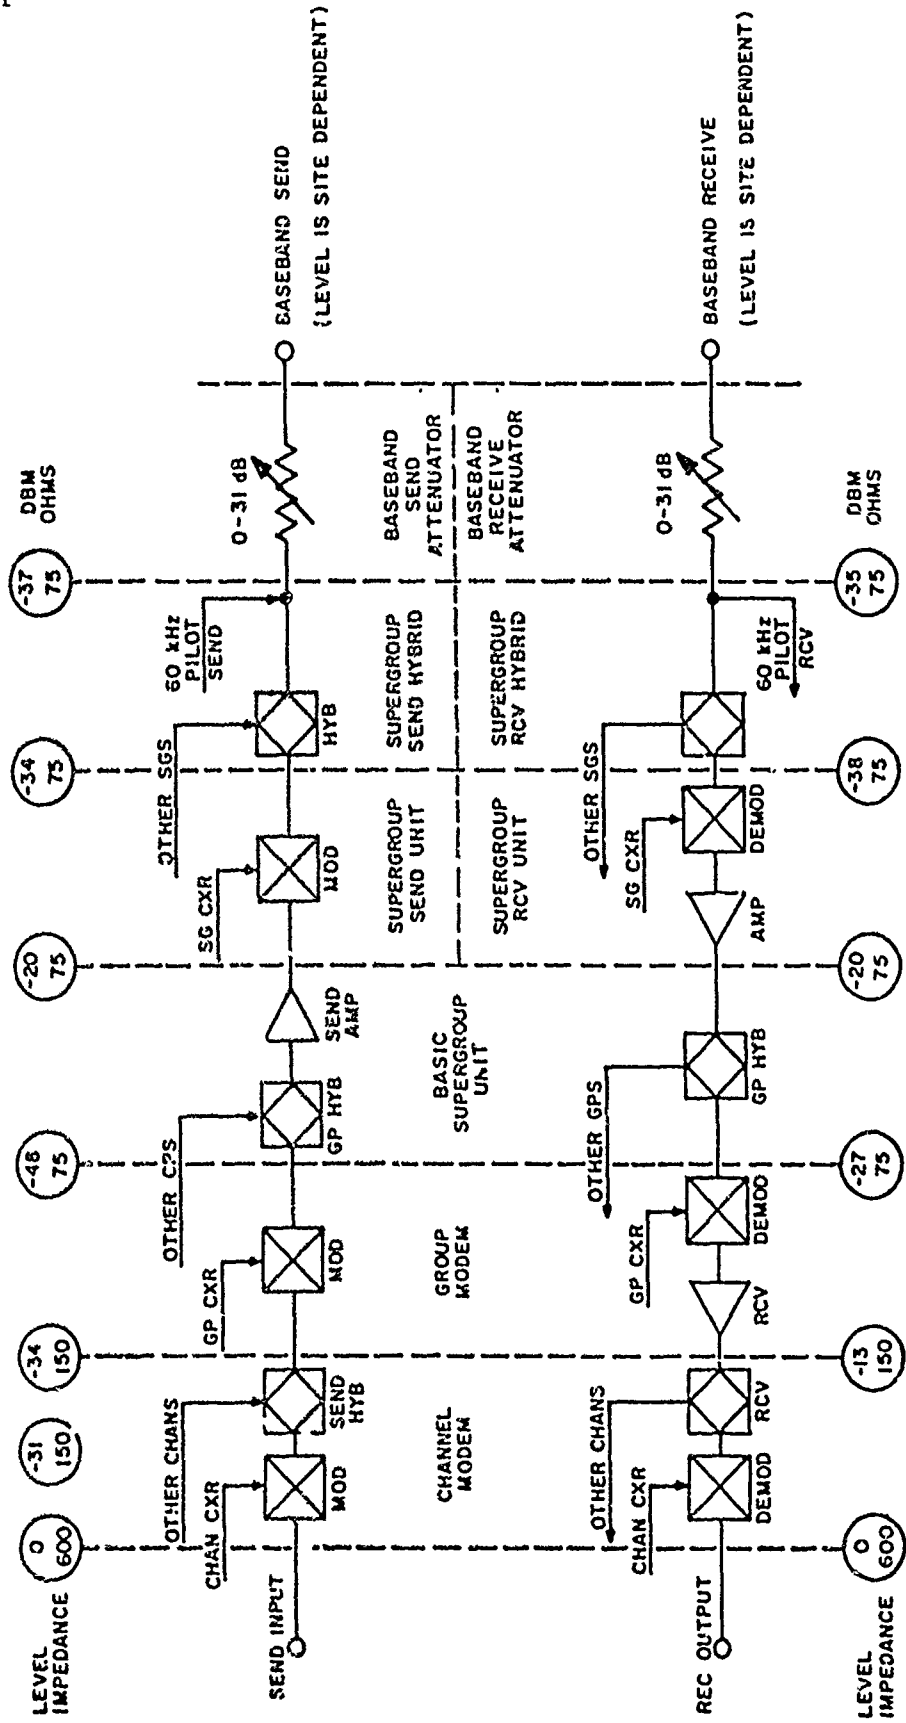 LEVEL
IMPEDANCE
0
600
-31
150
-34
150
-48
75
-20
75
-34
75
-37
75
DBM
OHMS
SEND INPUT
CHAN CXR
OTHER CHANS
MOD
SEND
HYB
GP CXR
MOD
OTHER GPS
GP HYB
SEND
AMP
SG CXR
MOD
OTHER SGS
HYB
60 kHz
PILOT
SEND
0-31 dB
BASEBAND SEND
(LEVEL IS SITE DEPENDENT)
CHANNEL
MODEM
GROUP
MODEM
BASIC
SUPERGROUP
UNIT
SUPERGROUP
SEND UNIT
SUPERGROUP
SEND HYBRID
BASEBAND
SEND
ATTENUATOR
SUPERGROUP
RCV UNIT
SUPERGROUP
RCV HYBRID
BASEBAND
RECEIVE
ATTENUATOR
REC OUTPUT
CHAN CXR
OTHER CHANS
DEMOD
RCV
GP CXR
RCV
DEMOD
OTHER GPS
GP HYB
AMP
SG CXR
DEMOD
OTHER SGS
60 kHz
PILOT
RCV
0-31 dB
BASEBAND RECEIVE
(LEVEL IS SITE DEPENDENT)
LEVEL
IMPEDANCE
0
600
-13
150
-27
75
-20
75
-38
75
-35
75
DBM
OHMS